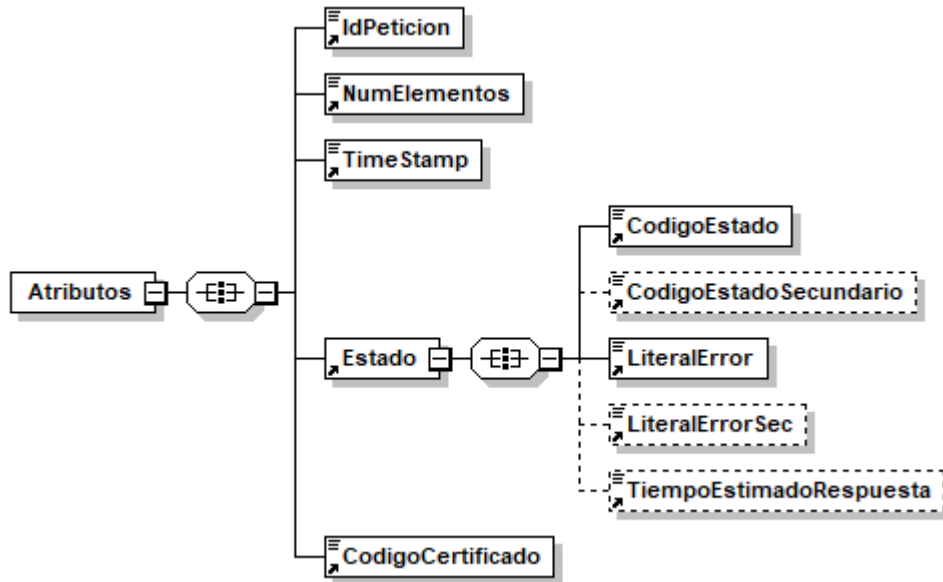 IdPeticion
NumElementos
TimeStamp
CodigoEstado
CodigoEstadoSecundario
Atributos
Estado
LiteralError
LiteralErrorSec
TiempoEstimadoRespuesta
CodigoCertificado